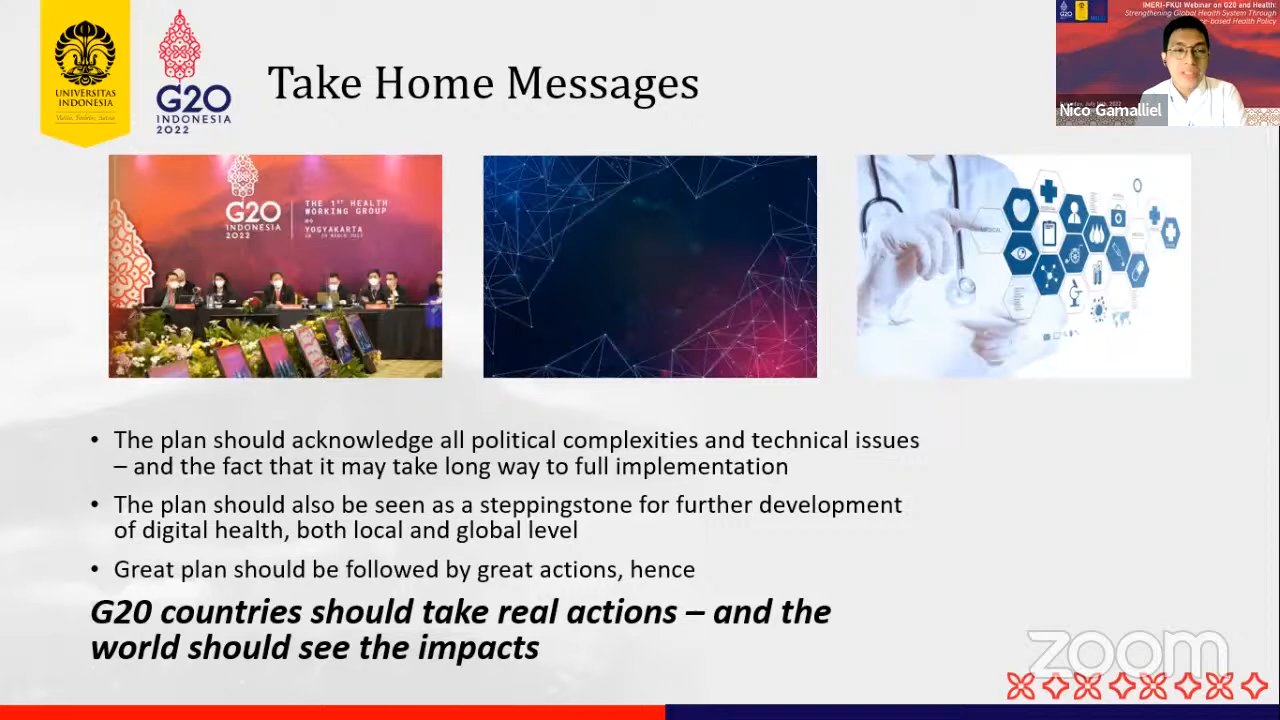 UNIVERSITAS
INDONESIA
G20
INDONESIA
2022
Take Home Messages
IMERI-FKUI Webinar on G20 and Health:
Strengthening Global Health System Through
-based Health Policy
Nico Gamalliel
G20
INDONESIA
2022
THE 1ST HEALTH
WORKING GROUP
YOGYAKARTA
MEDICAL
• The plan should acknowledge all political complexities and technical issues
– and the fact that it may take long way to full implementation
• The plan should also be seen as a steppingstone for further development
of digital health, both local and global level
• Great plan should be followed by great actions, hence
G20 countries should take real actions – and the
world should see the impacts
zoom